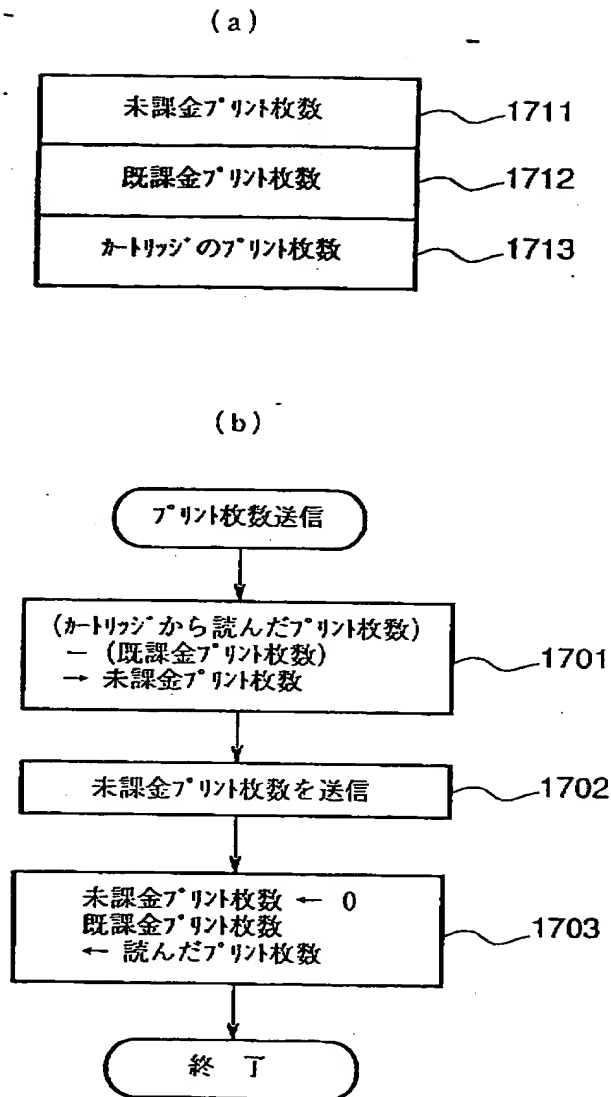 (a)
未課金プリント枚数 1711
既課金プリント枚数 1712
カートリッジのプリント枚数 1713
(b)
プリント枚数送信
(カートリッジから読んだプリント枚数)
− (既課金プリント枚数)
→ 未課金プリント枚数
1701
未課金プリント枚数を送信 1702
未課金プリント枚数 ← 0
既課金プリント枚数
← 読んだプリント枚数
1703
終 了